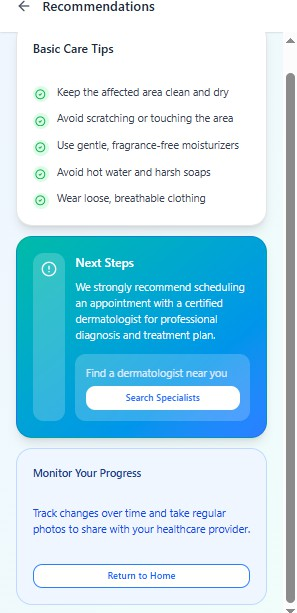 Recommendations
Basic Care Tips
Keep the affected area clean and dry
Avoid scratching or touching the area
Use gentle, fragrance-free moisturizers
Avoid hot water and harsh soaps
Wear loose, breathable clothing
Next Steps
We strongly recommend scheduling
an appointment with a certified
dermatologist for professional
diagnosis and treatment plan.
Find a dermatologist near you
Search Specialists
Monitor Your Progress
Track changes over time and take regular
photos to share with your healthcare provider.
Return to Home